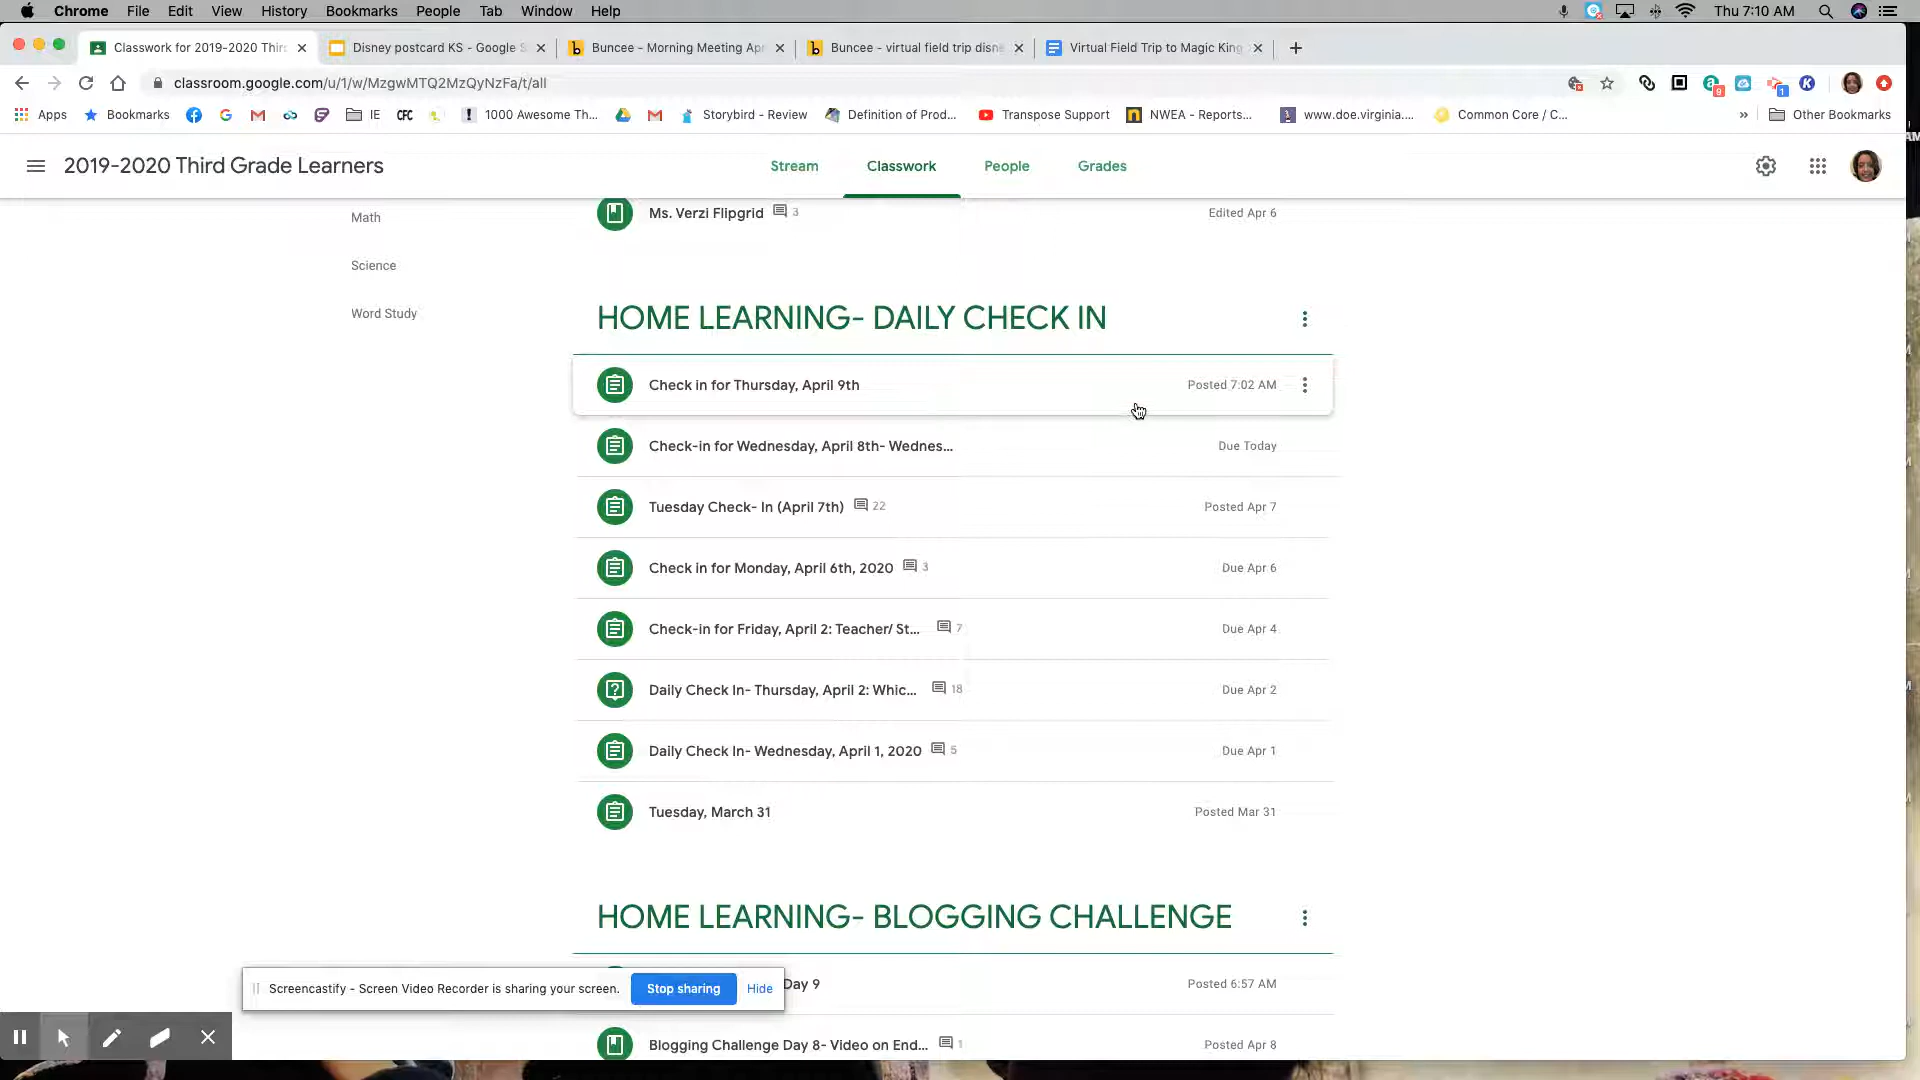 Chrome File Edit View History Bookmarks People Tab Window Help Thu 7:10 AM
Classwork for 2019-2020 Thir
Disney postcard KS - Google S
Buncee - Morning Meeting Ap
Buncee - virtual field trip disn
Virtual Field Trip to Magic King
classroom.google.com/u/1/w/MzgwMTQ2MzQyNzFa/t/all
Apps Bookmarks IE CFC 1000 Awesome Th... Storybird - Review Definition of Prod... Transpose Support NWEA - Reports... www.doe.virginia.... Common Core / C... » Other Bookmarks
2019-2020 Third Grade Learners
Stream Classwork People Grades
Math
Science
Word Study
Ms. Verzi Flipgrid 3 Edited Apr 6
HOME LEARNING- DAILY CHECK IN
Check in for Thursday, April 9th Posted 7:02 AM
Check-in for Wednesday, April 8th- Wednes... Due Today
Tuesday Check- In (April 7th) 22 Posted Apr 7
Check in for Monday, April 6th, 2020 3 Due Apr 6
Check-in for Friday, April 2: Teacher/ St... 7 Due Apr 4
Daily Check In- Thursday, April 2: Whic... 18 Due Apr 2
Daily Check In- Wednesday, April 1, 2020 5 Due Apr 1
Tuesday, March 31 Posted Mar 31
HOME LEARNING- BLOGGING CHALLENGE
Day 9 Posted 6:57 AM
Screencastify - Screen Video Recorder is sharing your screen. Stop sharing Hide
Blogging Challenge Day 8- Video on End... 1 Posted Apr 8